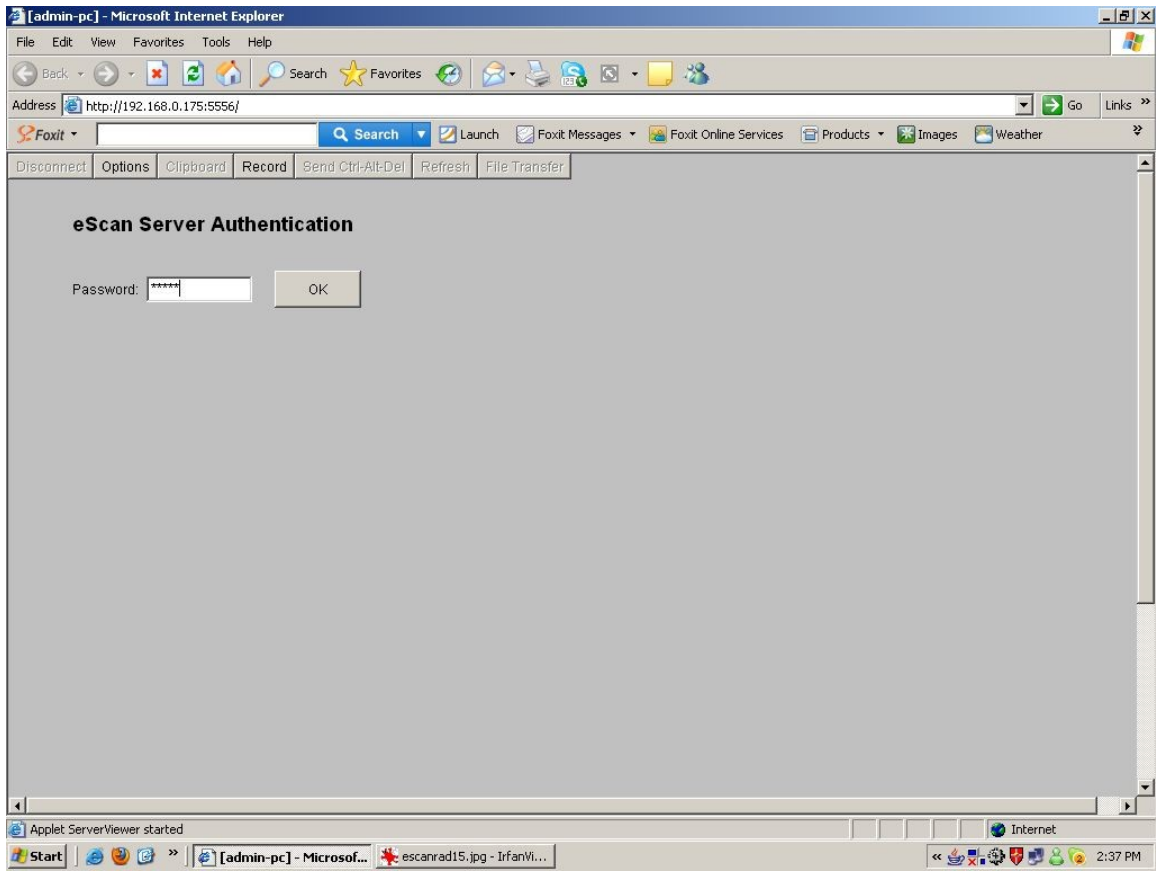 [admin-pc] - Microsoft Internet Explorer
File Edit View Favorites Tools Help
Back Search Favorites
Address http://192.168.0.175:5556/ Go Links »
Foxit Search Launch Foxit Messages Foxit Online Services Products Images Weather
Disconnect Options Clipboard Record Send Ctrl-Alt-Del Refresh File Transfer
eScan Server Authentication
Password: ***** OK
Applet ServerViewer started Internet
Start » [admin-pc] - Microsof... escanrad15.jpg - IrfanVi... « 2:37 PM